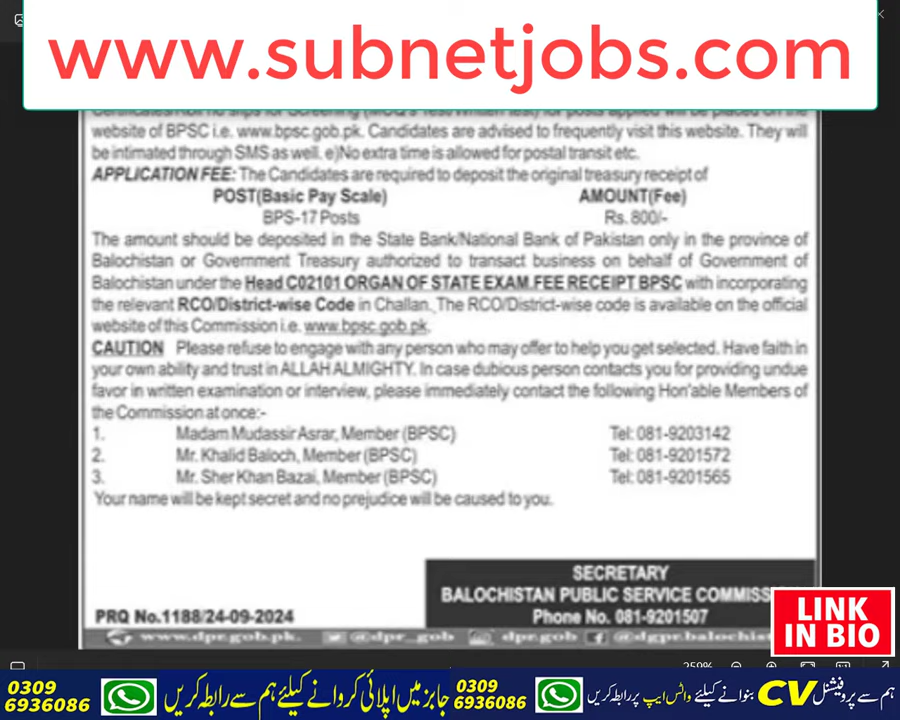 www.subnetjobs.com
website of BPSC i.e. www.bpsc.gob.pk. Candidates are advised to frequently visit this website. They will
be intimated through SMS as well. e)No extra time is allowed for postal transit etc.
APPLICATION FEE: The Candidates are required to deposit the original treasury receipt of
POST(Basic Pay Scale) AMOUNT(Fee)
BPS-17 Posts Rs. 800/-
The amount should be deposited in the State Bank/National Bank of Pakistan only in the province of
Balochistan or Government Treasury authorized to transact business on behalf of Government of
Balochistan under the Head C02101 ORGAN OF STATE EXAM.FEE RECEIPT BPSC with incorporating
the relevant RCO/District-wise Code in Challan. The RCO/District-wise code is available on the official
website of this Commission i.e. www.bpsc.gob.pk.
CAUTION Please refuse to engage with any person who may offer to help you get selected. Have faith in
your own ability and trust in ALLAH ALMIGHTY. In case dubious person contacts you for providing undue
favor in written examination or interview, please immediately contact the following Hon'able Members of
the Commission at once:-
1. Madam Mudassir Asrar, Member (BPSC) Tel: 081-9203142
2. Mr. Khalid Baloch, Member (BPSC) Tel: 081-9201572
3. Mr. Sher Khan Bazai, Member (BPSC) Tel: 081-9201565
Your name will be kept secret and no prejudice will be caused to you.
SECRETARY
BALOCHISTAN PUBLIC SERVICE COMMISS
Phone No. 081-9201507
PRQ No.1188/24-09-2024
www.dpr.gob.pk. @dpr_gob dpr.gob @dgpr.balochist
LINK
IN BIO
259%
0309
6936086
جابز میں اپلائی کروانے کیلئے ہم سے رابطہ کریں
0309
6936086
ہم سے پروفیشنل CV بنوانے کیلئے واٹس ایپ پر رابطہ کریں